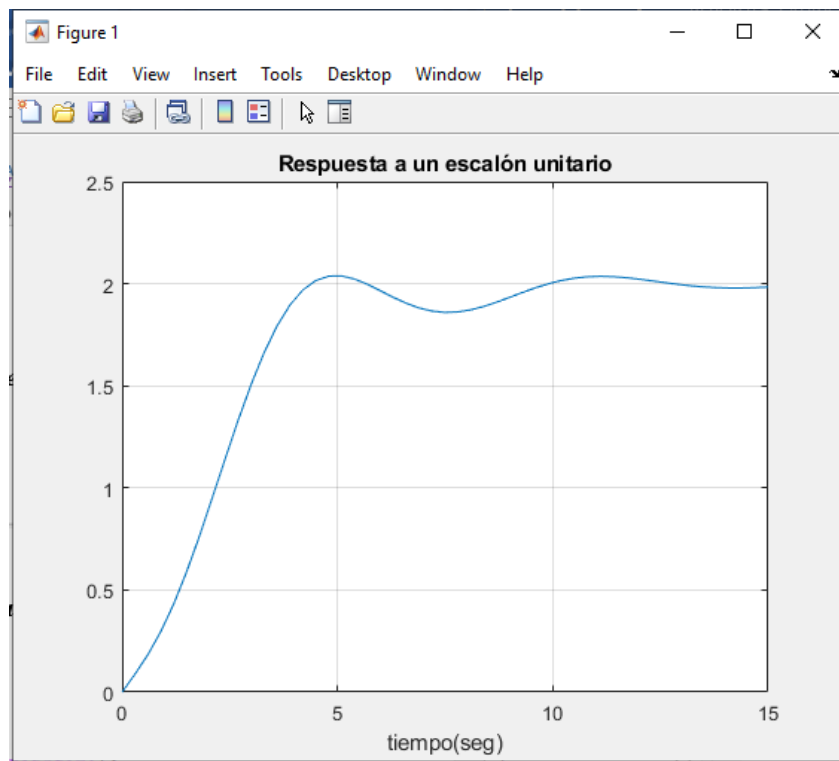 Figure 1
File Edit View Insert Tools Desktop Window Help
Respuesta a un escalón unitario
2.5
2
1.5
1
0.5
0
0 5 10 15
tiempo(seg)